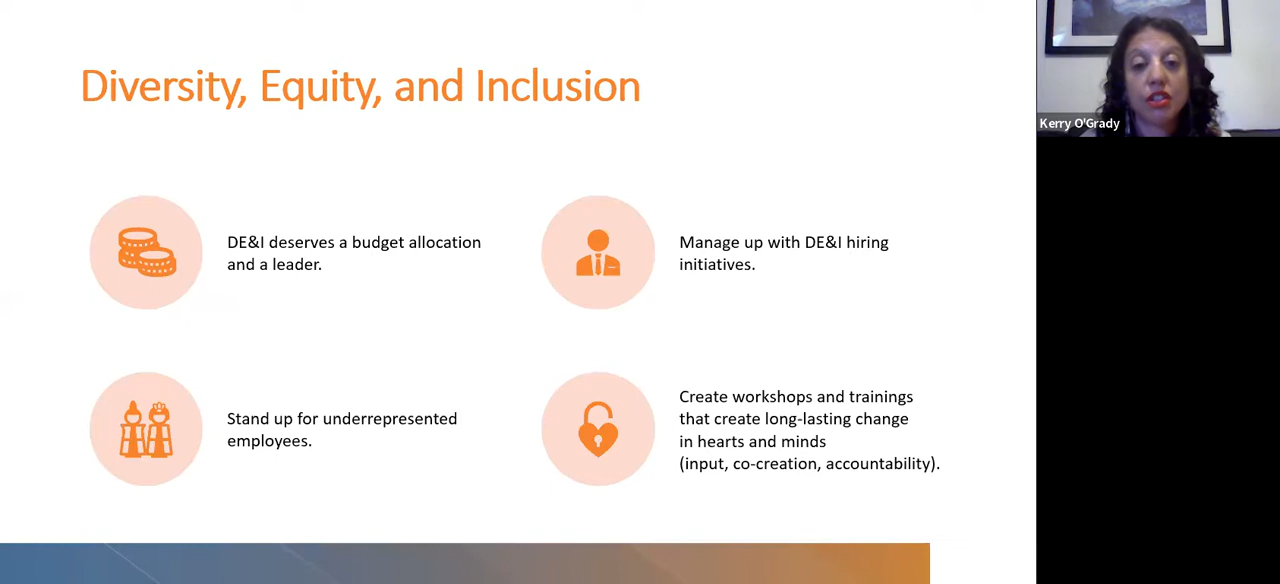 Diversity, Equity, and Inclusion
DE&I deserves a budget allocation
and a leader.
Manage up with DE&I hiring
initiatives.
Stand up for underrepresented
employees.
Create workshops and trainings
that create long-lasting change
in hearts and minds
(input, co-creation, accountability).
Kerry O'Grady